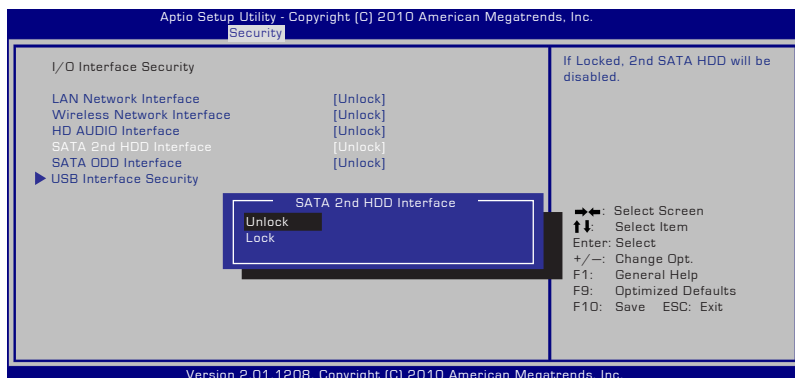 Aptio Setup Utility - Copyright (C) 2010 American Megatrends, Inc.
Security
I/O Interface Security
LAN Network Interface [Unlock]
Wireless Network Interface [Unlock]
HD AUDIO Interface [Unlock]
SATA 2nd HDD Interface [Unlock]
SATA ODD Interface [Unlock]
USB Interface Security
If Locked, 2nd SATA HDD will be
disabled.
SATA 2nd HDD Interface
Unlock
Lock
→←: Select Screen
↑↓: Select Item
Enter: Select
+/—: Change Opt.
F1: General Help
F9: Optimized Defaults
F10: Save ESC: Exit
Version 2.01.1208. Copyright (C) 2010 American Megatrends, Inc.